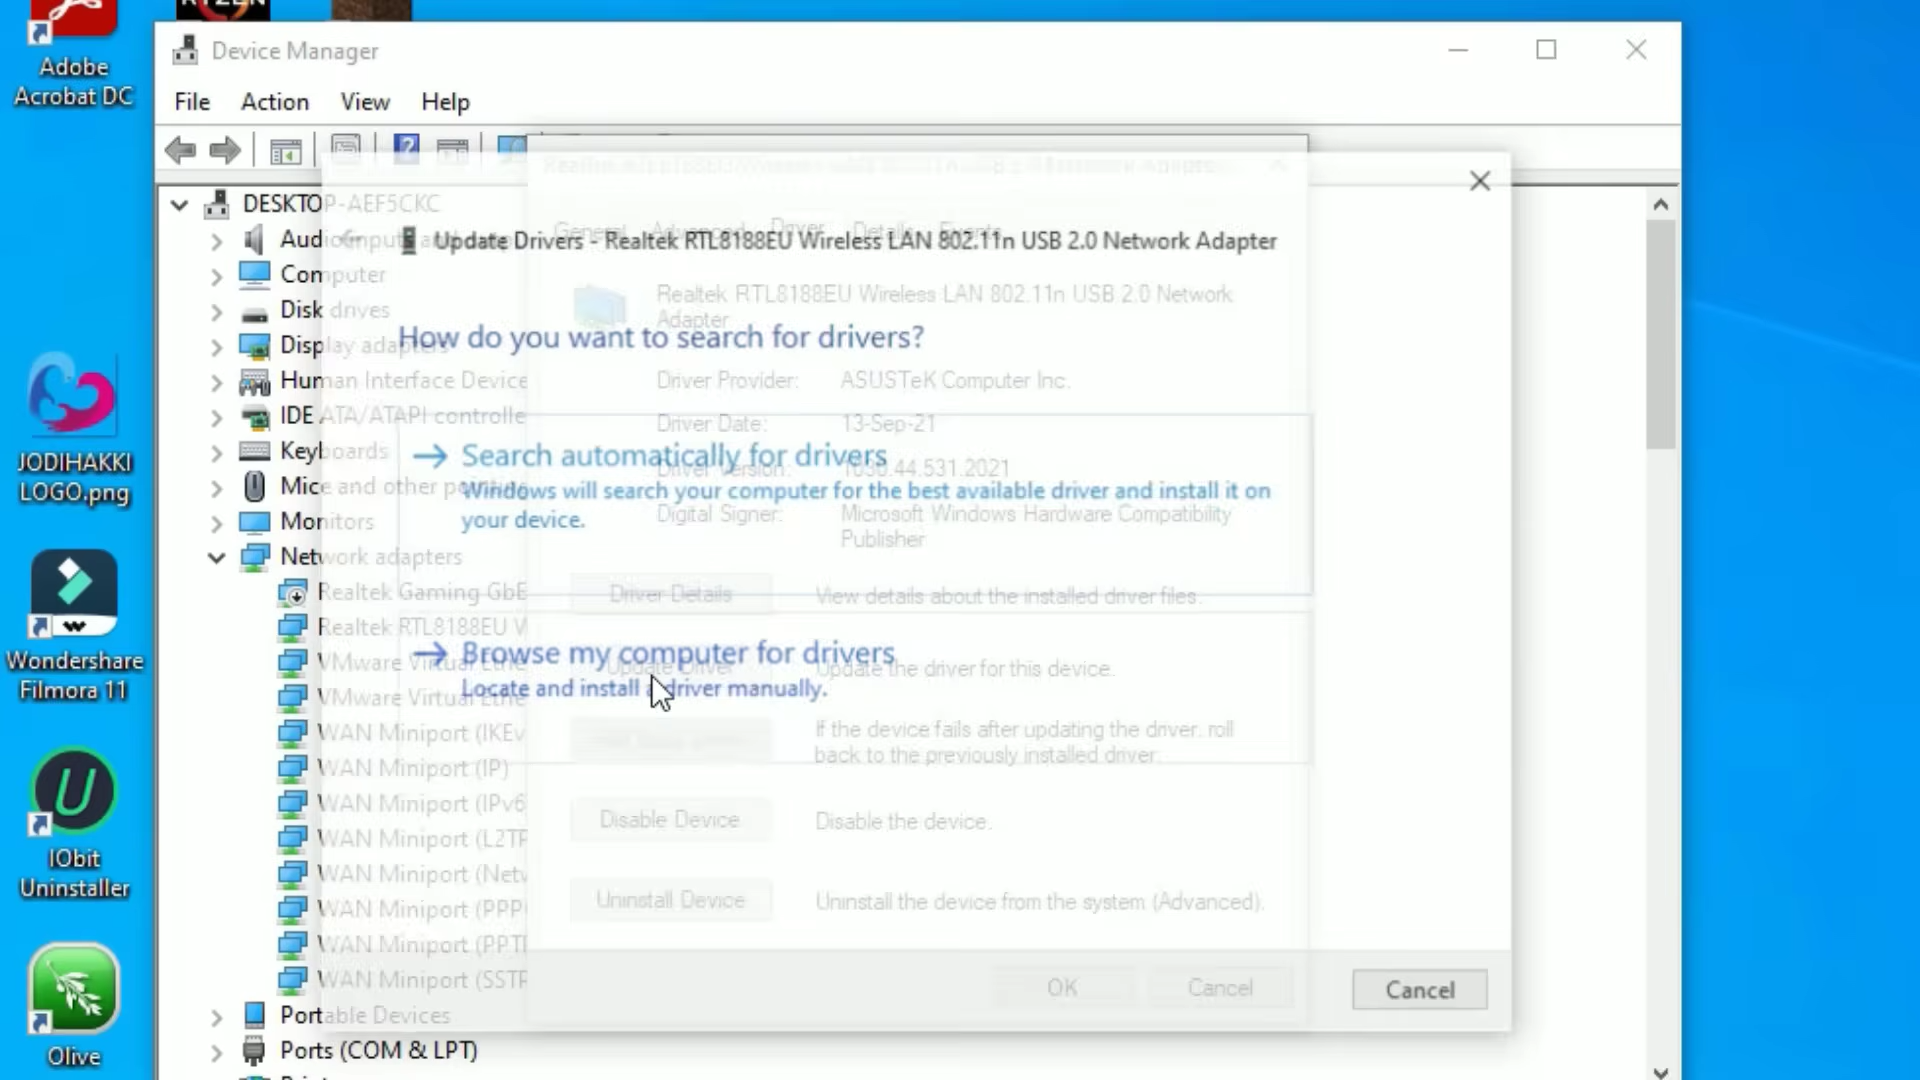 RYZEN
Adobe
Acrobat DC
JODIHAKKI
LOGO.png
Wondershare
Filmora 11
IObit
Uninstaller
Olive
Device Manager
File Action View Help
DESKTOP-AEF5CKC
Audio inputs and
Computer
Disk drives
Display adapters
Human Interface Device
IDE ATA/ATAPI controlle
Keyboards
Mice and other pointing
Monitors
Network adapters
Realtek Gaming GbE
Realtek RTL8188EU W
VMware Virtual Ethe
VMware Virtual Ethe
WAN Miniport (IKEv
WAN Miniport (IP)
WAN Miniport (IPv6
WAN Miniport (L2TP
WAN Miniport (Netw
WAN Miniport (PPP
WAN Miniport (PPTP
WAN Miniport (SSTP
Portable Devices
Ports (COM & LPT)
Update Drivers - Realtek RTL8188EU Wireless LAN 802.11n USB 2.0 Network Adapter
How do you want to search for drivers?
Search automatically for drivers
Windows will search your computer for the best available driver and install it on
your device.
Browse my computer for drivers
Locate and install a driver manually.
Cancel
General Advanced Driver Details Events
Realtek RTL8188EU Wireless LAN 802.11n USB 2.0 Network
Adapter
Driver Provider: ASUSTeK Computer Inc.
Driver Date: 13-Sep-21
Driver Version: 1030.44.531.2021
Digital Signer: Microsoft Windows Hardware Compatibility
Publisher
Driver Details View details about the installed driver files.
Update Driver Update the driver for this device.
If the device fails after updating the driver, roll
back to the previously installed driver.
Disable Device Disable the device.
Uninstall Device Uninstall the device from the system (Advanced).
OK Cancel